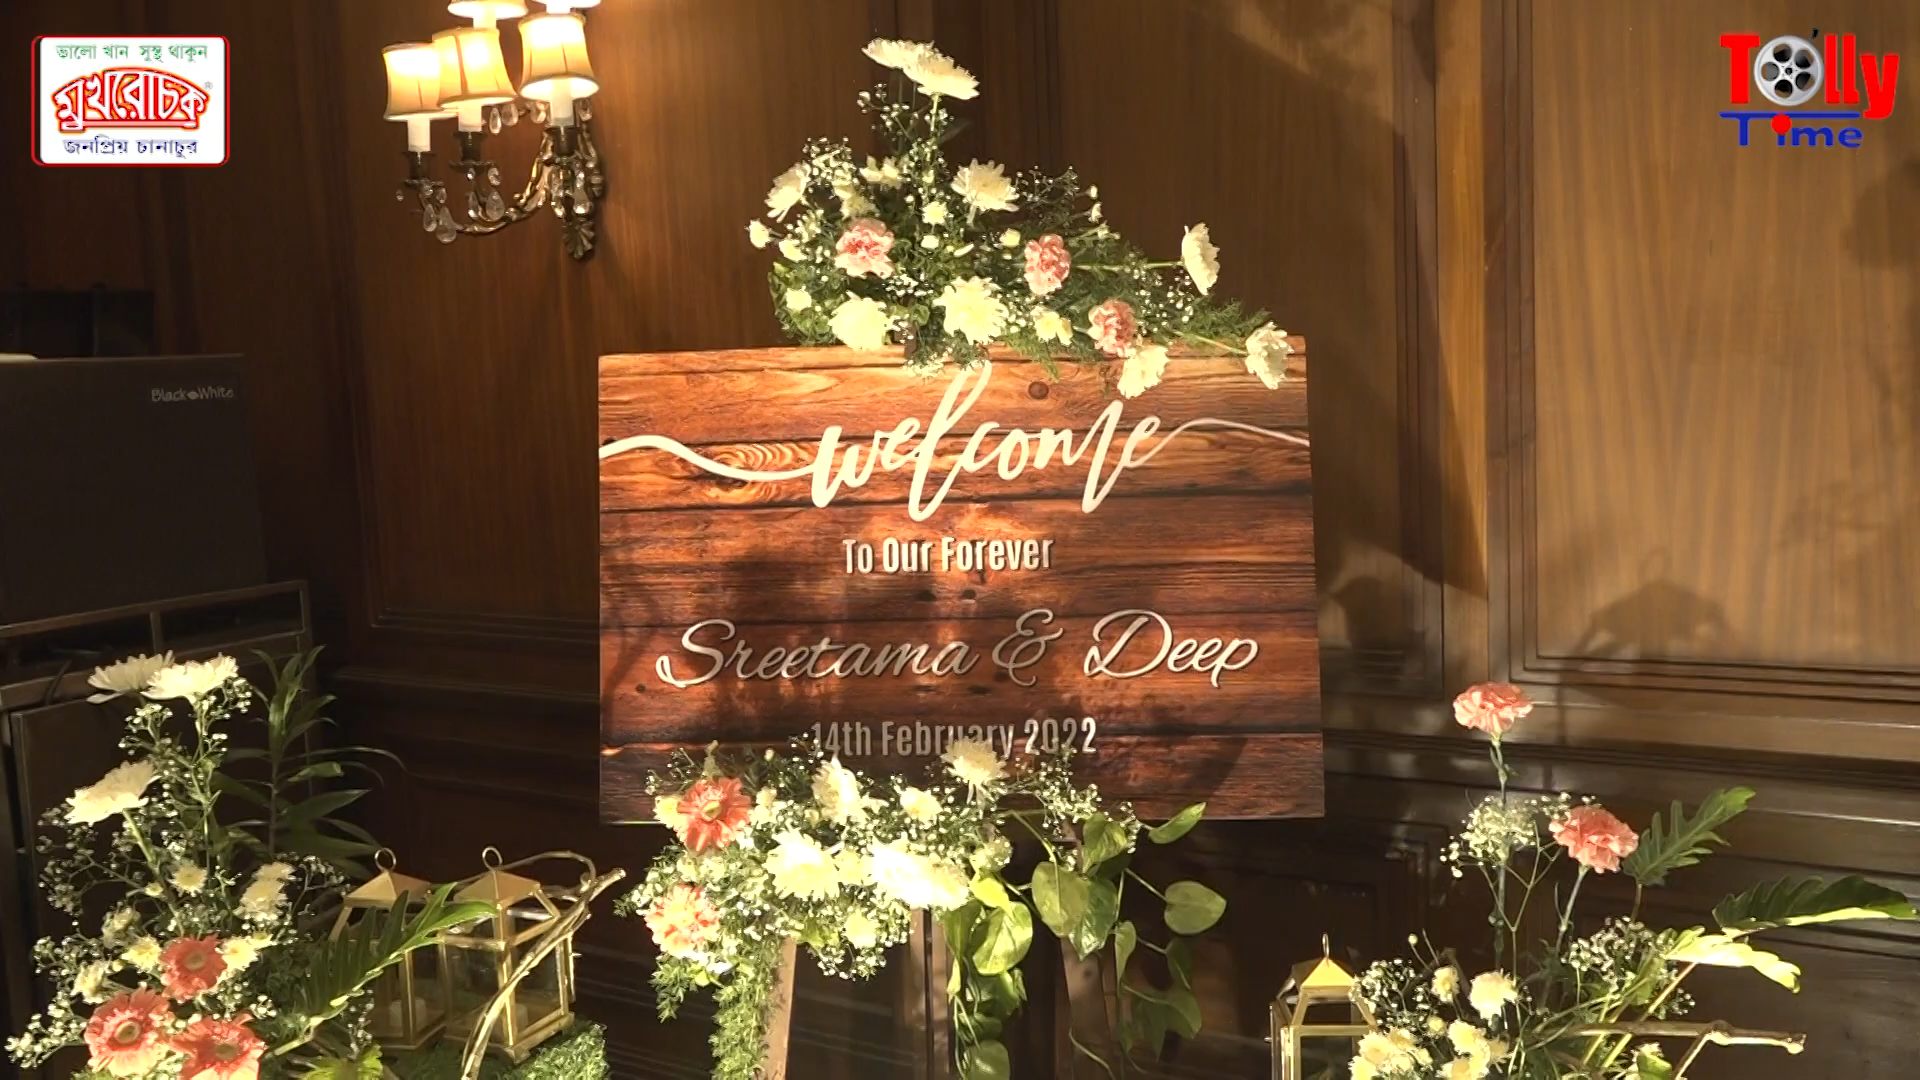 ভালো খান সুস্থ থাকুন
মুখরোচক®
জনপ্রিয় চানাচুর
Tolly
Time
Black White
welcome
To Our Forever
Sreetama & Deep
14th February 2022